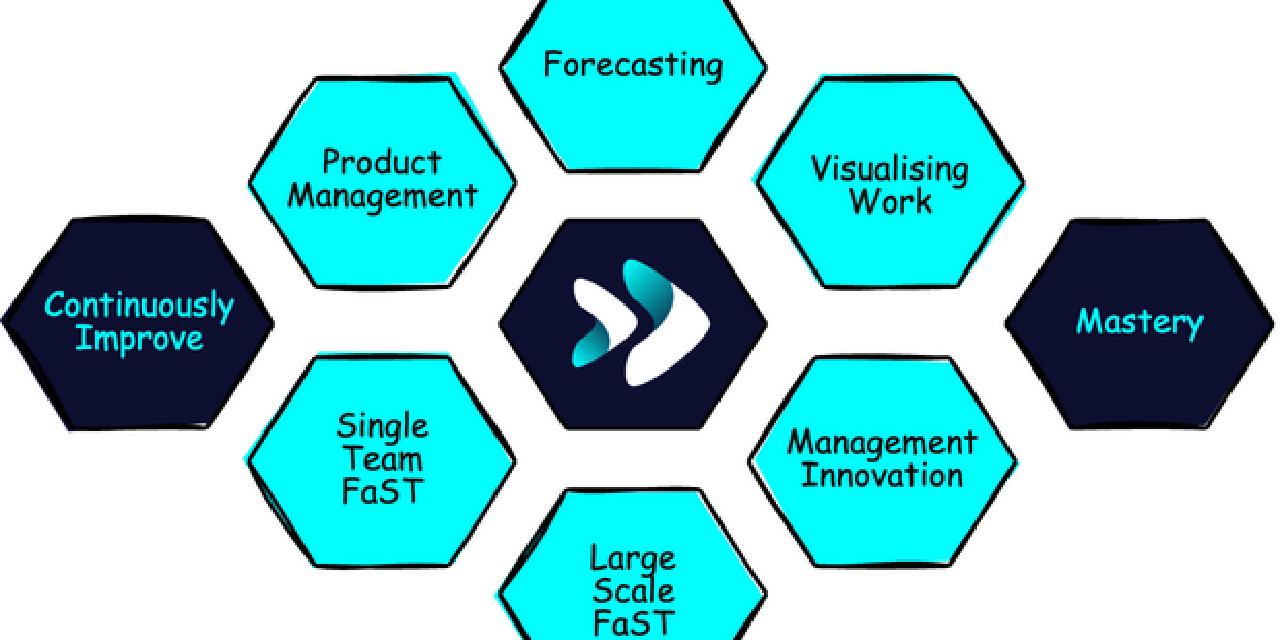 Forecasting
Product
Management
Visualising
Work
Continuously
Improve
Mastery
Single
Team
FaST
Management
Innovation
Large
Scale
FaST